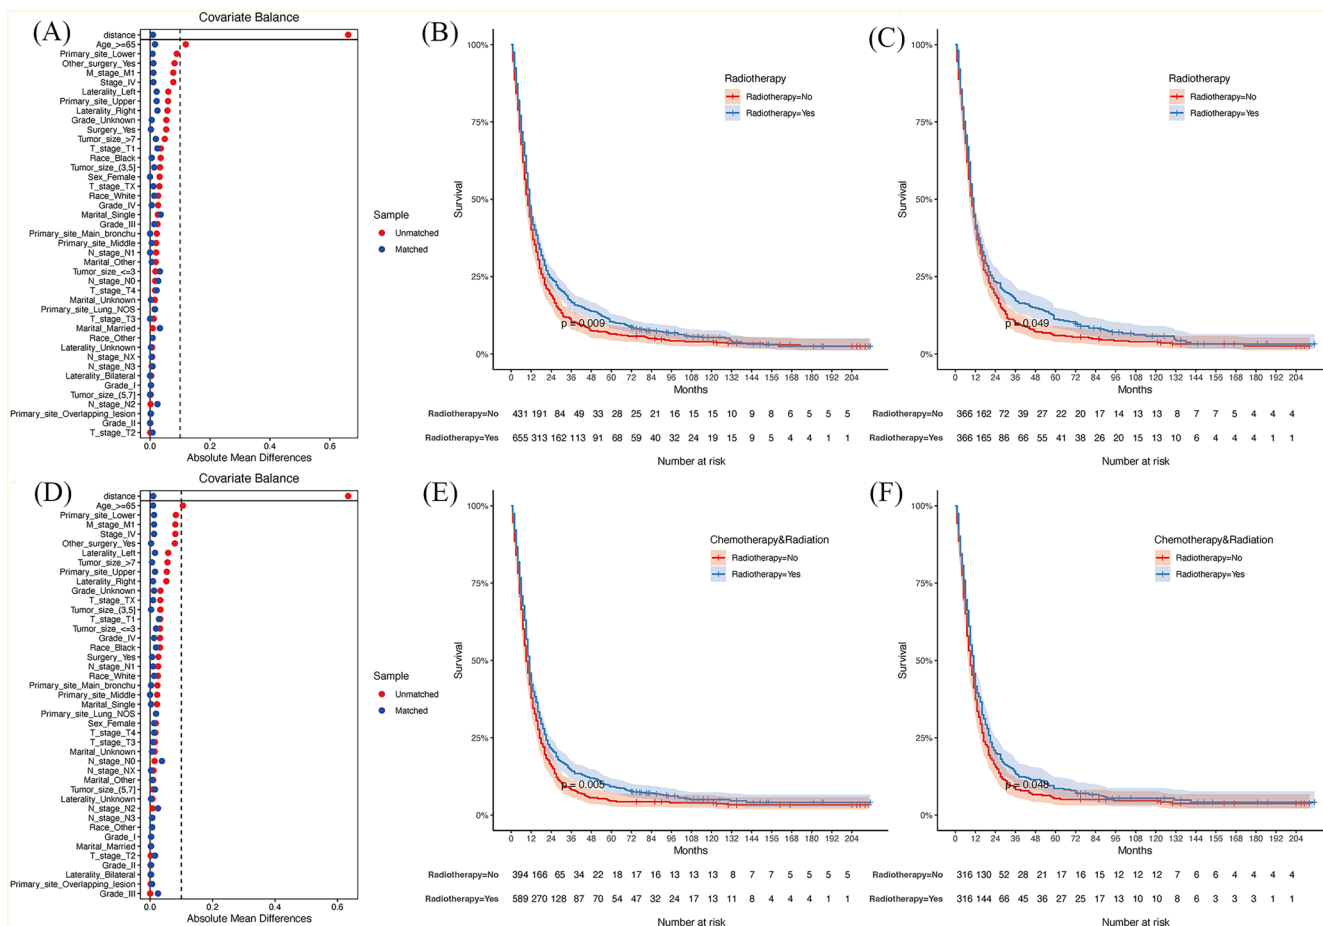 (A)
Covariate Balance
distance
Age_>=65
Primary_site_Lower
Other_surgery_Yes
M_stage_M1
Stage_IV
Laterality_Left
Primary_site_Upper
Laterality_Right
Grade_Unknown
Surgery_Yes
Tumor_size_>7
T_stage_T1
Race_Black
Tumor_size_(3,5]
Sex_Female
T_stage_TX
Race_White
Grade_IV
Marital_Single
Grade_III
Primary_site_Main_bronchu
Primary_site_Middle
N_stage_N1
Marital_Other
Tumor_size_<=3
N_stage_N0
T_stage_T4
Marital_Unknown
Primary_site_Lung_NOS
T_stage_T3
Marital_Married
Race_Other
Laterality_Unknown
N_stage_NX
N_stage_N3
Laterality_Bilateral
Grade_I
Tumor_size_(5,7]
N_stage_N2
Primary_site_Overlapping_lesion
Grade_II
T_stage_T2
0.0 0.2 0.4 0.6
Absolute Mean Differences
Sample
Unmatched
Matched
(B)
100%
75%
50%
25%
0%
Survival
Radiotherapy
Radiotherapy=No
Radiotherapy=Yes
p = 0.009
0 12 24 36 48 60 72 84 96 108 120 132 144 156 168 180 192 204
Months
Radiotherapy=No 431 191 84 49 33 28 25 21 16 15 15 10 9 8 6 5 5 5
Radiotherapy=Yes 655 313 162 113 91 68 59 40 32 24 19 15 9 5 4 4 1 1
Number at risk
(C)
100%
75%
50%
25%
0%
Survival
Radiotherapy
Radiotherapy=No
Radiotherapy=Yes
p = 0.049
0 12 24 36 48 60 72 84 96 108 120 132 144 156 168 180 192 204
Months
Radiotherapy=No 366 162 72 39 27 22 20 17 14 13 13 8 7 7 5 4 4 4
Radiotherapy=Yes 366 165 86 66 55 41 38 26 20 15 13 10 6 4 4 4 1 1
Number at risk
(D)
Covariate Balance
distance
Age_>=65
Primary_site_Lower
M_stage_M1
Stage_IV
Other_surgery_Yes
Laterality_Left
Tumor_size_>7
Primary_site_Upper
Laterality_Right
Grade_Unknown
T_stage_TX
Tumor_size_(3,5]
T_stage_T1
Tumor_size_<=3
Grade_IV
Race_Black
Surgery_Yes
N_stage_N1
Race_White
Primary_site_Main_bronchu
Primary_site_Middle
Marital_Single
Primary_site_Lung_NOS
Sex_Female
T_stage_T4
T_stage_T3
Marital_Unknown
N_stage_N0
N_stage_NX
Marital_Other
Tumor_size_(5,7]
Laterality_Unknown
N_stage_N2
N_stage_N3
Race_Other
Grade_I
Marital_Married
T_stage_T2
Grade_II
Laterality_Bilateral
Primary_site_Overlapping_lesion
Grade_III
0.0 0.2 0.4 0.6
Absolute Mean Differences
Sample
Unmatched
Matched
(E)
100%
75%
50%
25%
0%
Survival
Chemotherapy&Radiation
Radiotherapy=No
Radiotherapy=Yes
p = 0.005
0 12 24 36 48 60 72 84 96 108 120 132 144 156 168 180 192 204
Months
Radiotherapy=No 394 166 65 34 22 18 17 16 13 13 13 8 7 7 5 5 5 5
Radiotherapy=Yes 589 270 128 87 70 54 47 32 24 17 13 11 8 4 4 4 1 1
Number at risk
(F)
100%
75%
50%
25%
0%
Survival
Chemotherapy&Radiation
Radiotherapy=No
Radiotherapy=Yes
p = 0.048
0 12 24 36 48 60 72 84 96 108 120 132 144 156 168 180 192 204
Months
Radiotherapy=No 316 130 52 28 21 17 16 15 12 12 12 7 6 6 4 4 4 4
Radiotherapy=Yes 316 144 66 45 36 27 25 17 13 10 10 8 6 3 3 3 1 1
Number at risk